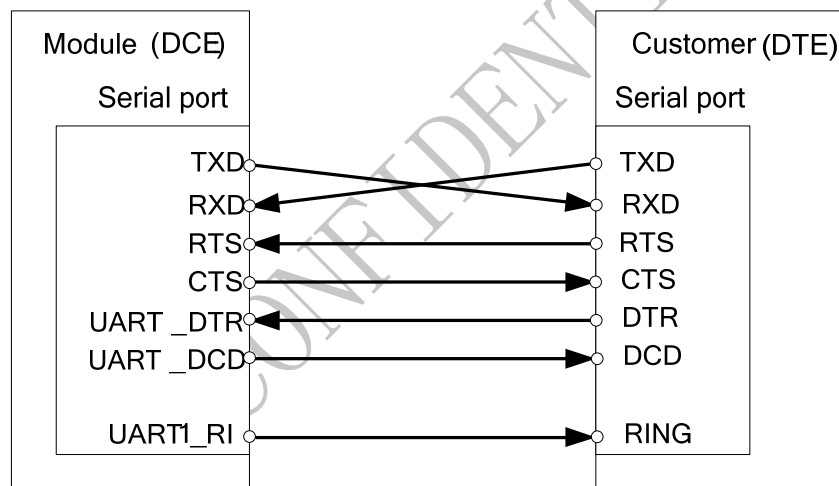 Module (DCE)
Customer (DTE)
Serial port
Serial port
TXD
TXD
RXD
RXD
RTS
RTS
CTS
CTS
UART _DTR
DTR
UART _DCD
DCD
UART1_RI
RING
CONFIDENT